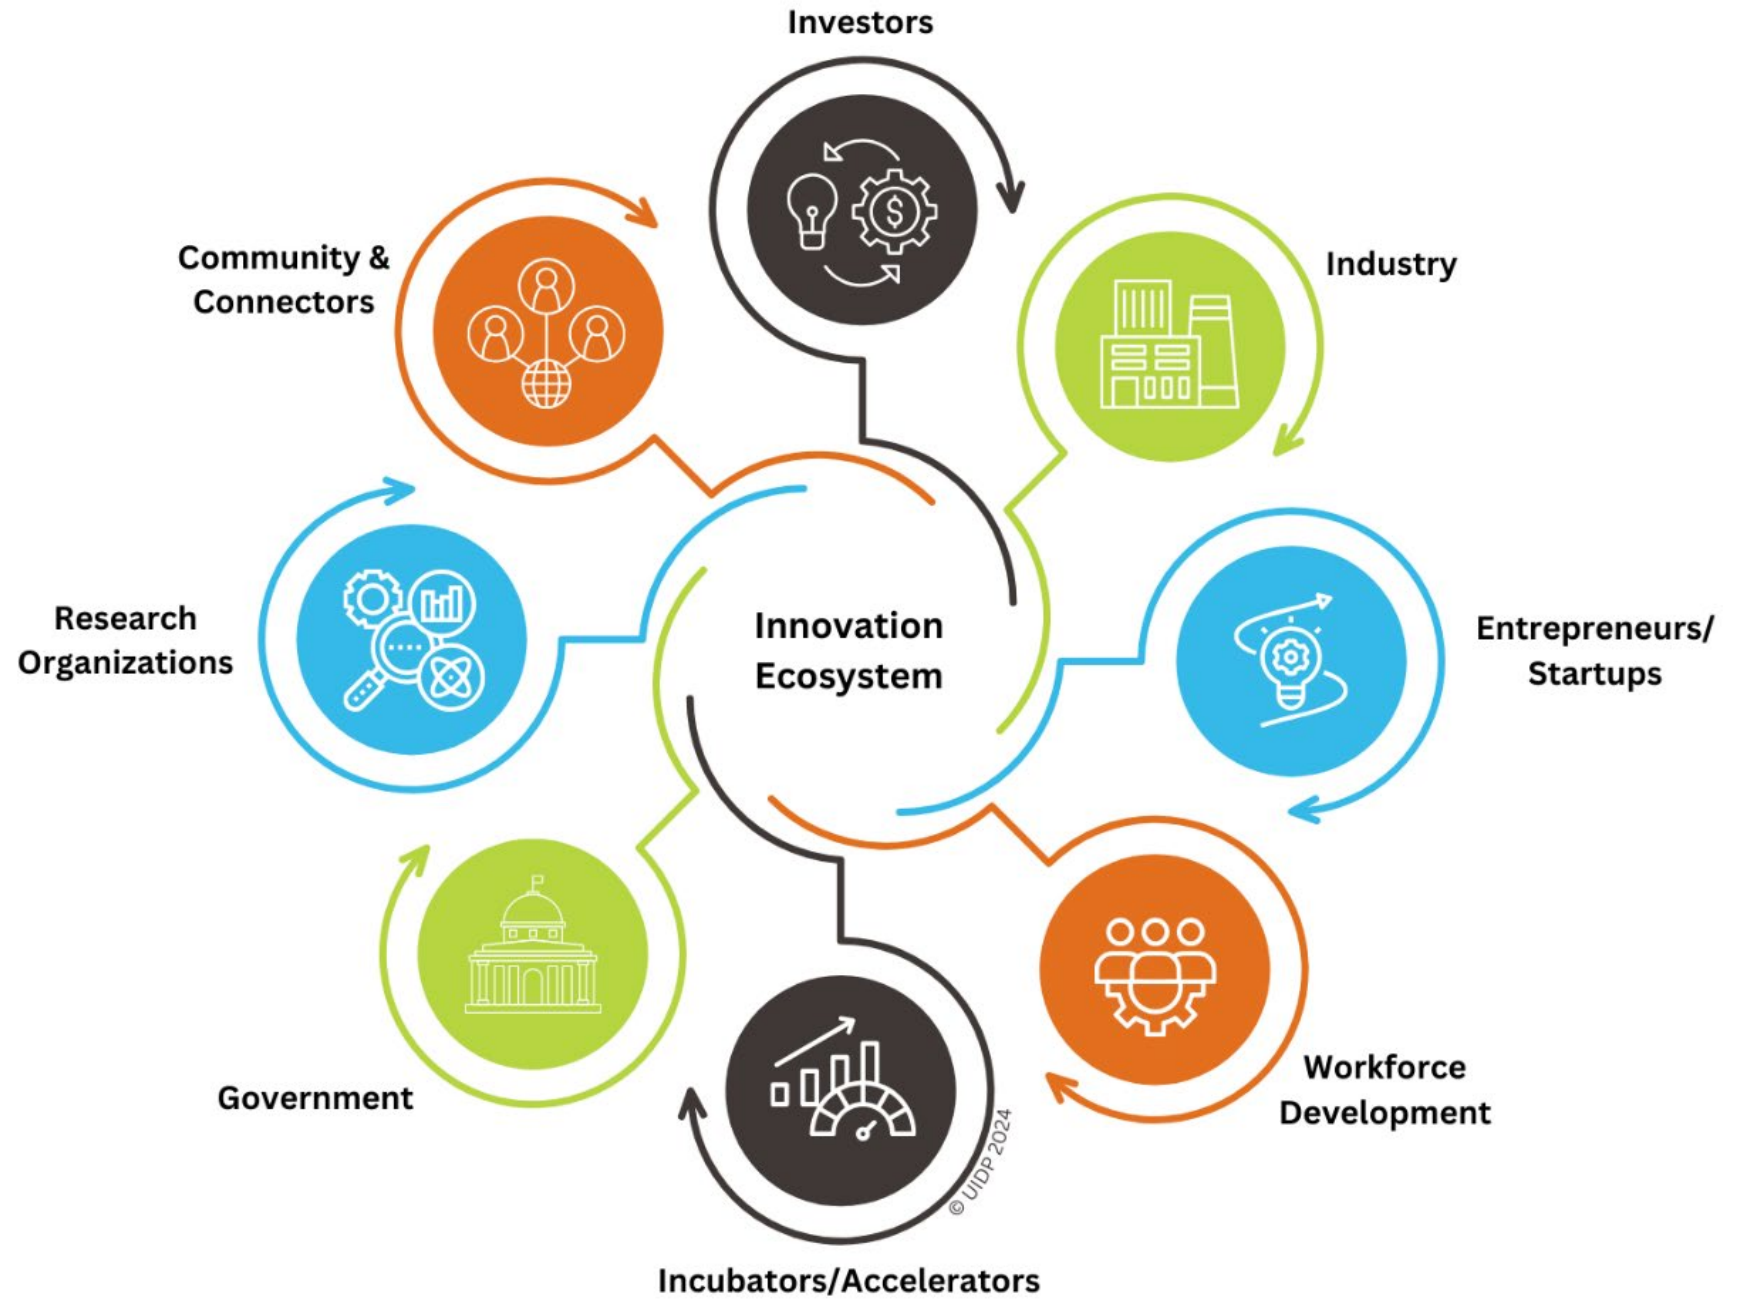 Investors
Community &
Connectors
Industry
Research
Organizations
Innovation
Ecosystem
Entrepreneurs/
Startups
Government
Workforce
Development
$
© UIDP 2024
Incubators/Accelerators